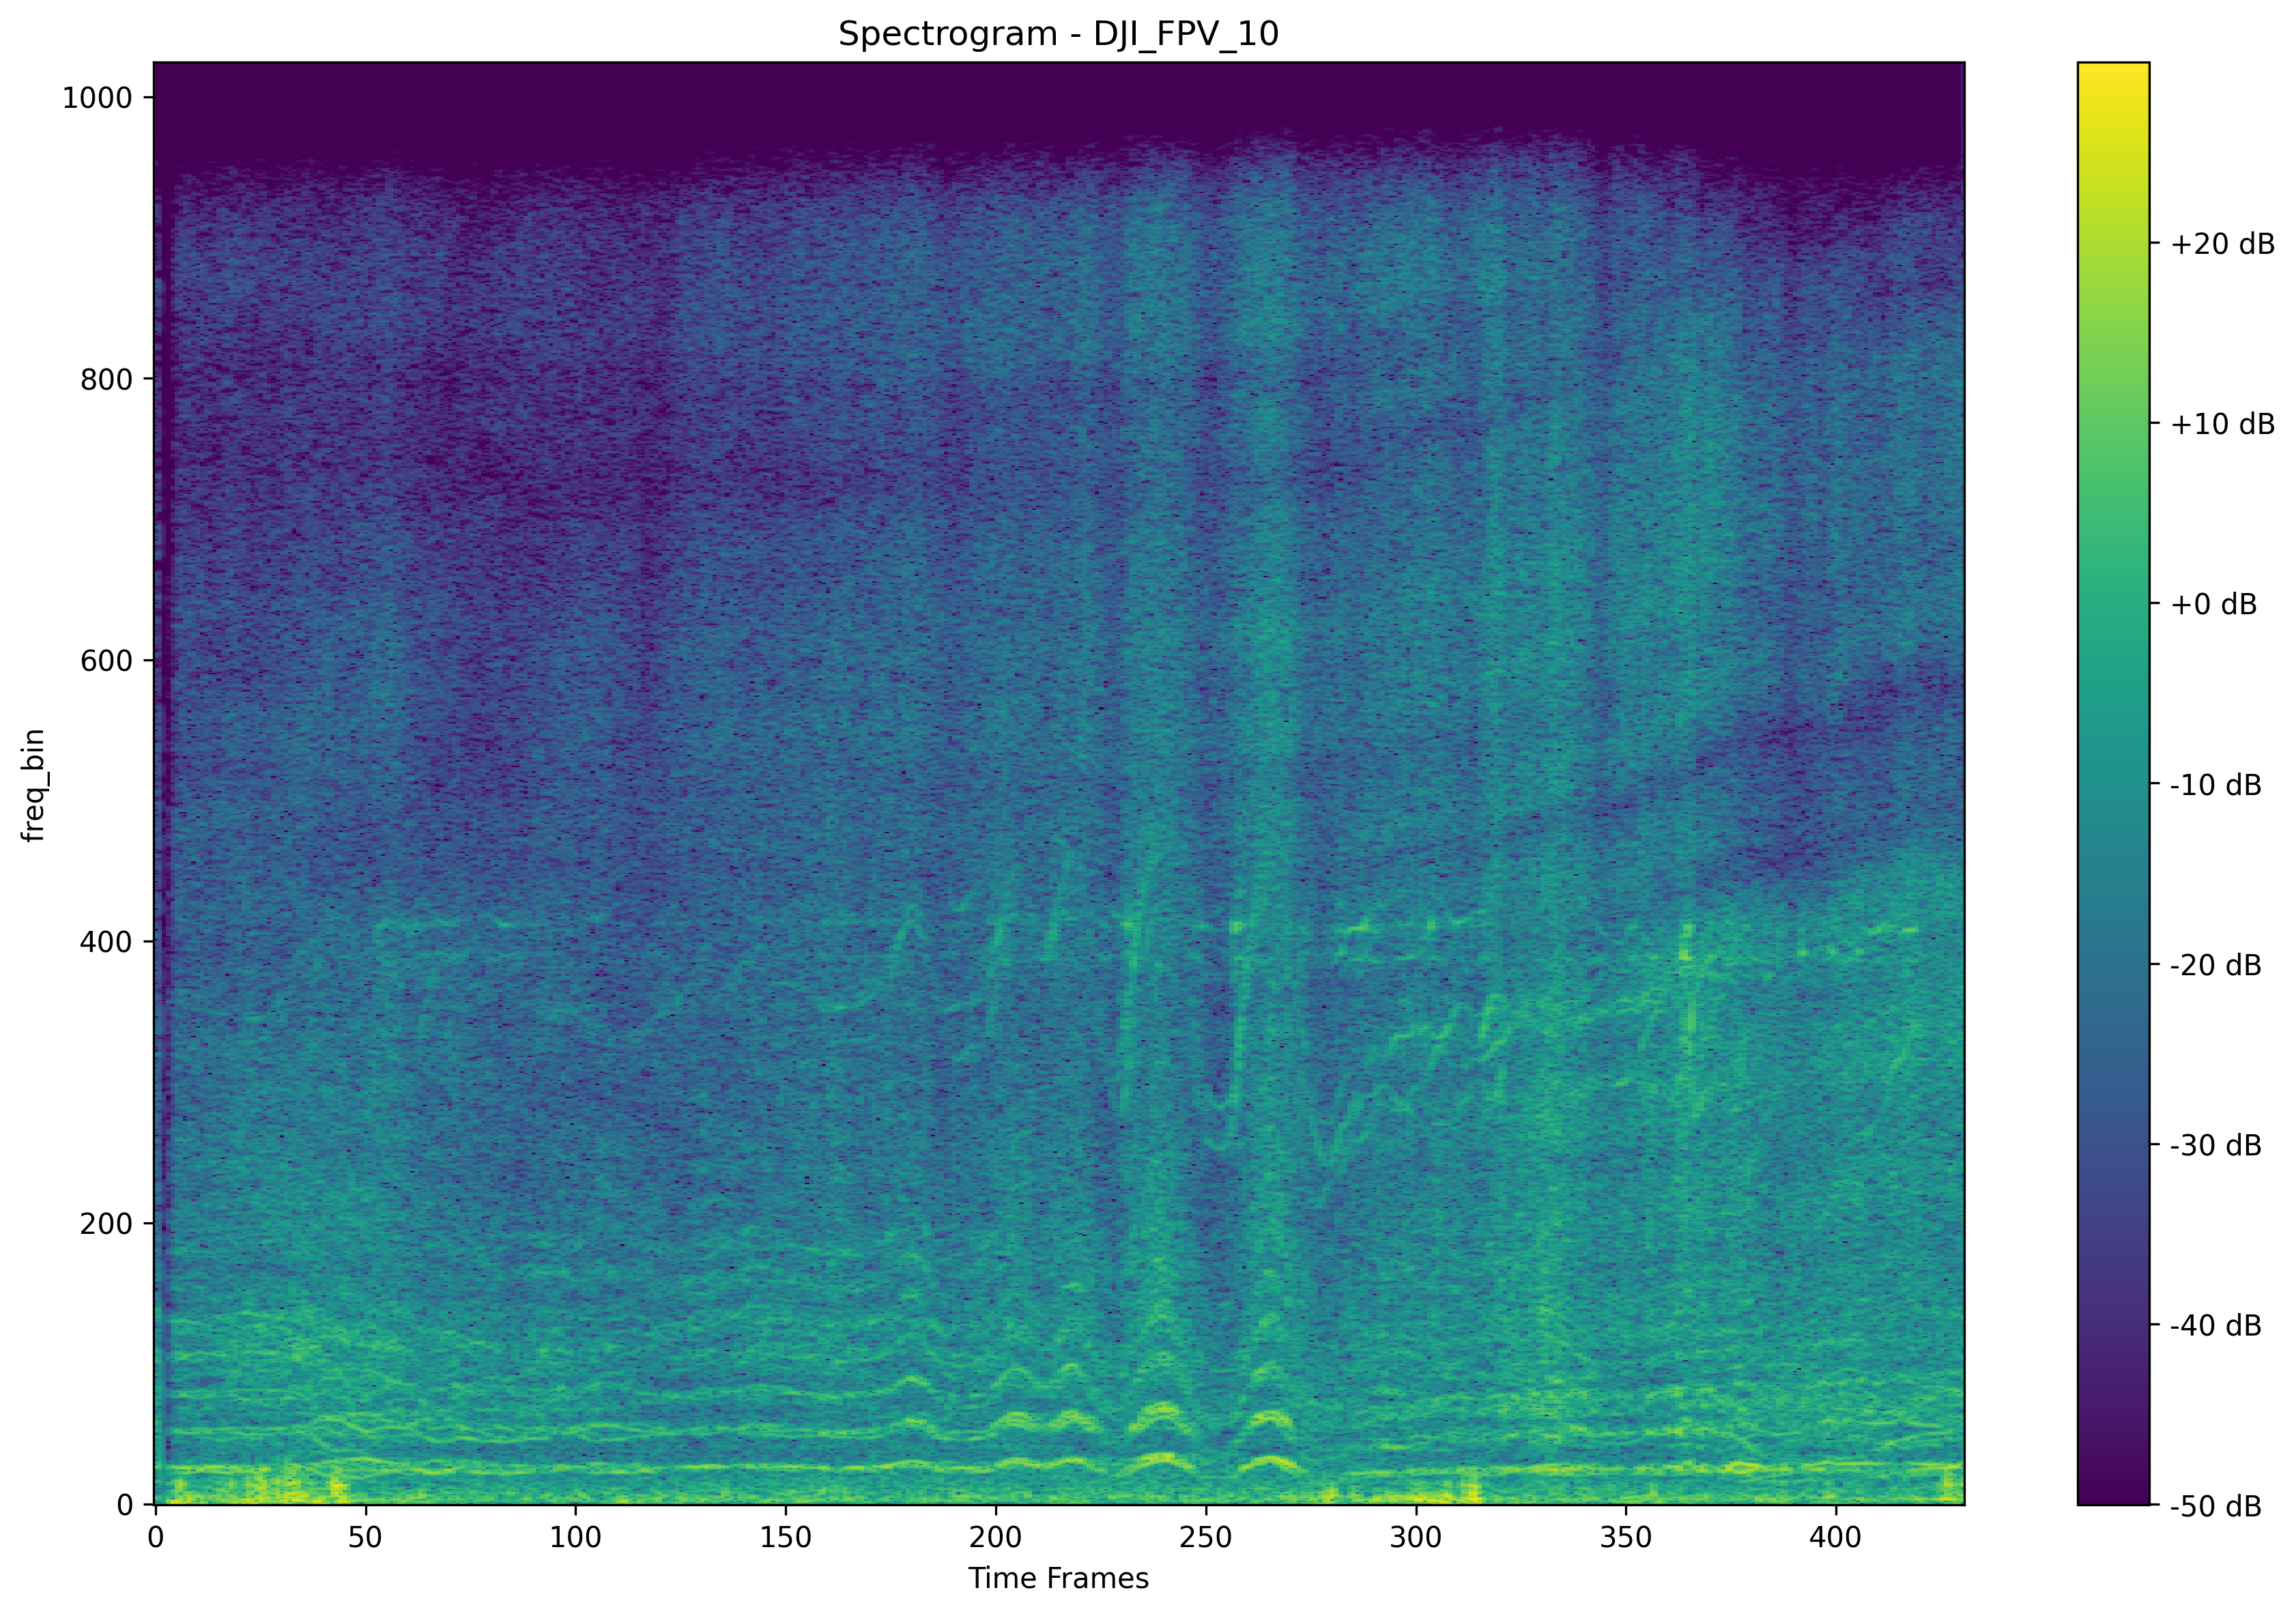 Spectrogram - DJI_FPV_10
1000
800
600
400
200
0
freq_bin
0 50 100 150 200 250 300 350 400
Time Frames
+20 dB
+10 dB
+0 dB
-10 dB
-20 dB
-30 dB
-40 dB
-50 dB